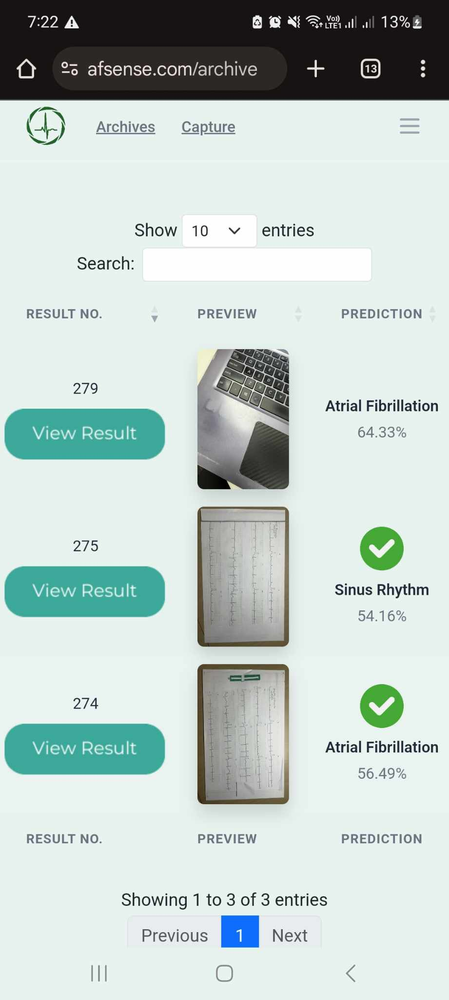 7:22 Vo)) LTE1 13%
afsense.com/archive 13
Archives Capture
Show 10 entries
Search:
RESULT NO. PREVIEW PREDICTION
279
View Result
Atrial Fibrillation
64.33%
275
View Result
Sinus Rhythm
54.16%
274
View Result
Atrial Fibrillation
56.49%
RESULT NO. PREVIEW PREDICTION
Showing 1 to 3 of 3 entries
Previous 1 Next